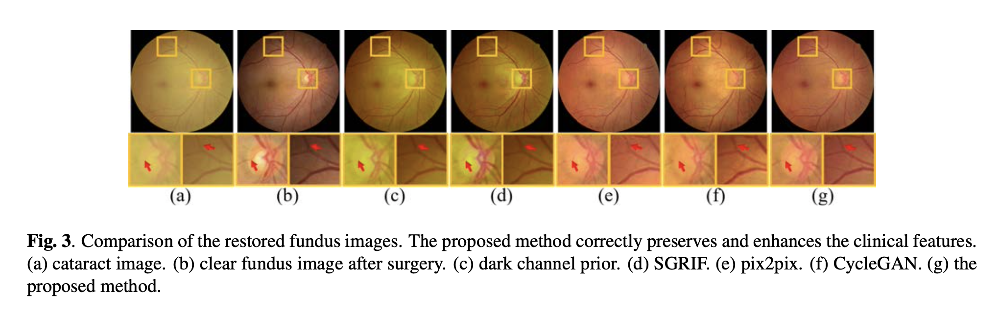 (a) (b) (c) (d) (e) (f) (g)
Fig. 3. Comparison of the restored fundus images. The proposed method correctly preserves and enhances the clinical features.
(a) cataract image. (b) clear fundus image after surgery. (c) dark channel prior. (d) SGRIF. (e) pix2pix. (f) CycleGAN. (g) the
proposed method.